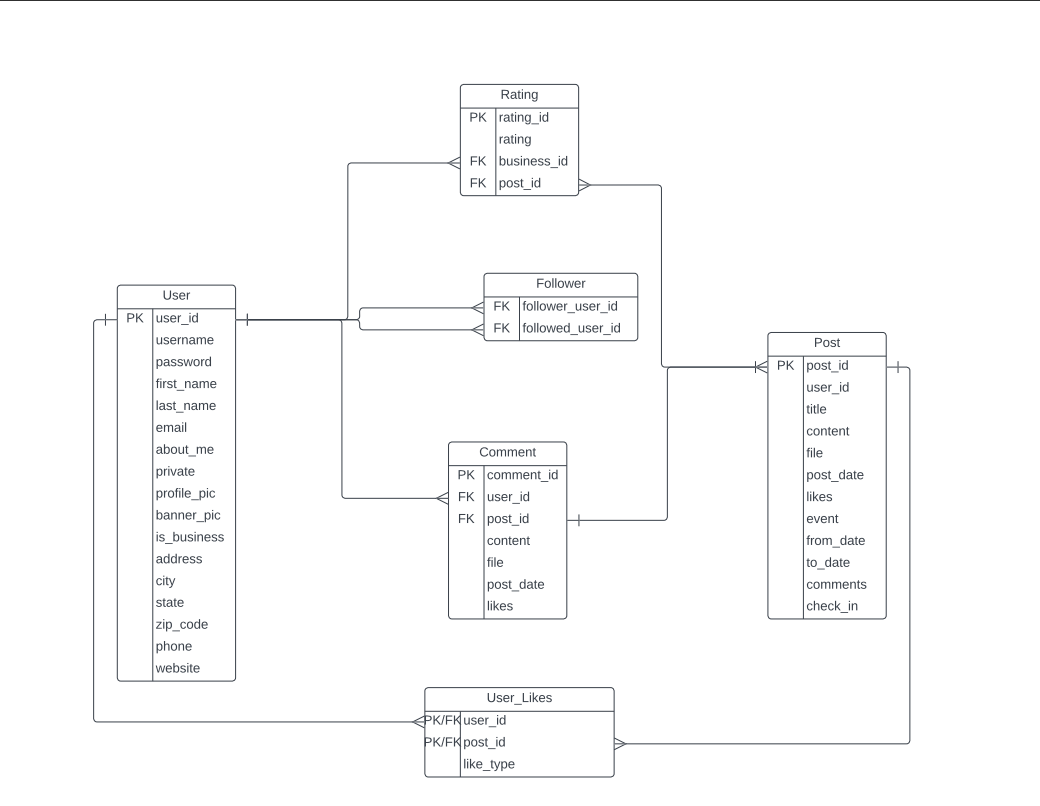 Rating
PK rating_id
rating
FK business_id
FK post_id
Follower
FK follower_user_id
FK followed_user_id
User
PK user_id
username
password
first_name
last_name
email
about_me
private
profile_pic
banner_pic
is_business
address
city
state
zip_code
phone
website
Post
PK post_id
user_id
title
content
file
post_date
likes
event
from_date
to_date
comments
check_in
Comment
PK comment_id
FK user_id
FK post_id
content
file
post_date
likes
User_Likes
PK/FK user_id
PK/FK post_id
like_type